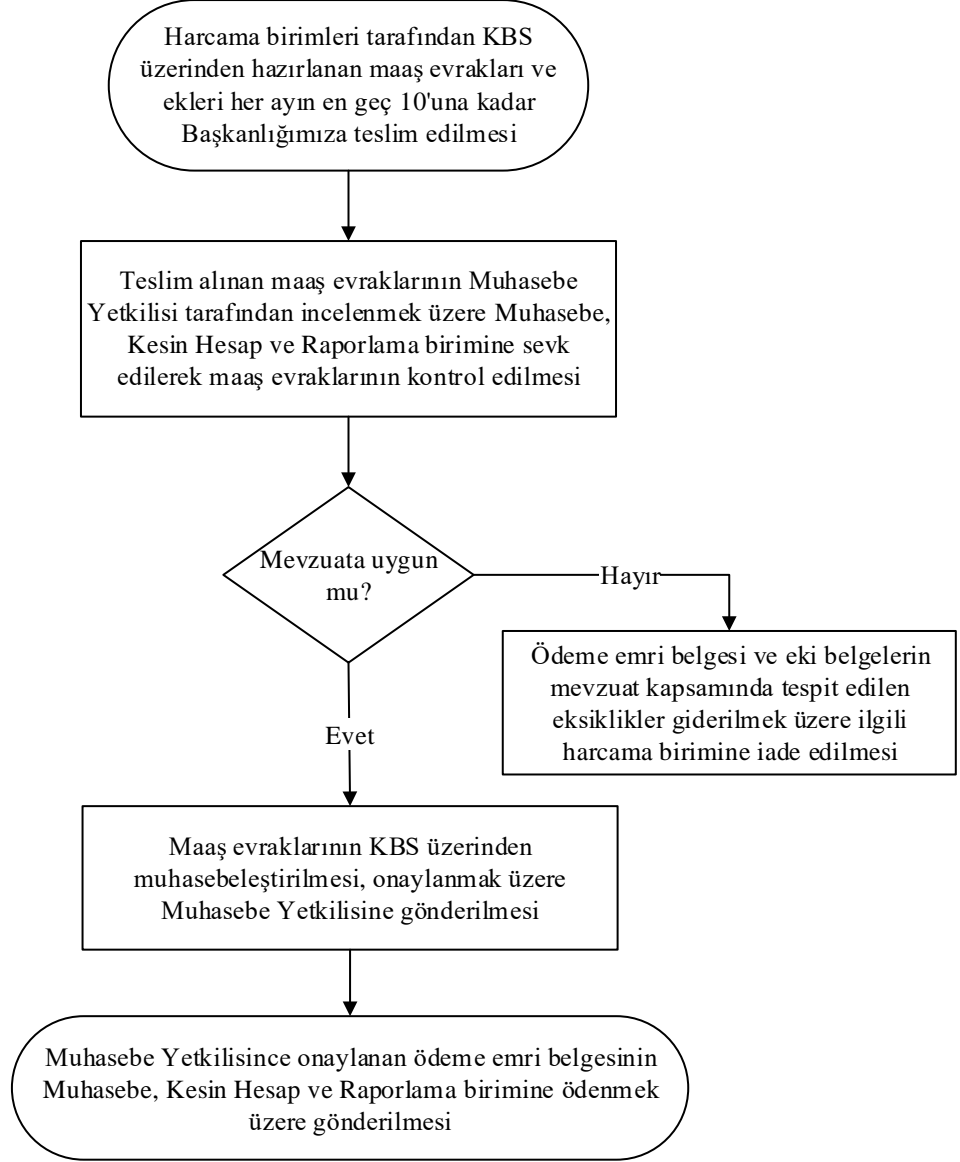 Harcama birimleri tarafından KBS
üzerinden hazırlanan maaş evrakları ve
ekleri her ayın en geç 10'una kadar
Başkanlığımıza teslim edilmesi
Teslim alınan maaş evraklarının Muhasebe
Yetkilisi tarafından incelenmek üzere Muhasebe,
Kesin Hesap ve Raporlama birimine sevk
edilerek maaş evraklarının kontrol edilmesi
Mevzuata uygun
mu?
Hayır
Ödeme emri belgesi ve eki belgelerin
mevzuat kapsamında tespit edilen
eksiklikler giderilmek üzere ilgili
harcama birimine iade edilmesi
Evet
Maaş evraklarının KBS üzerinden
muhasebeleştirilmesi, onaylanmak üzere
Muhasebe Yetkilisine gönderilmesi
Muhasebe Yetkilisince onaylanan ödeme emri belgesinin
Muhasebe, Kesin Hesap ve Raporlama birimine ödenmek
üzere gönderilmesi